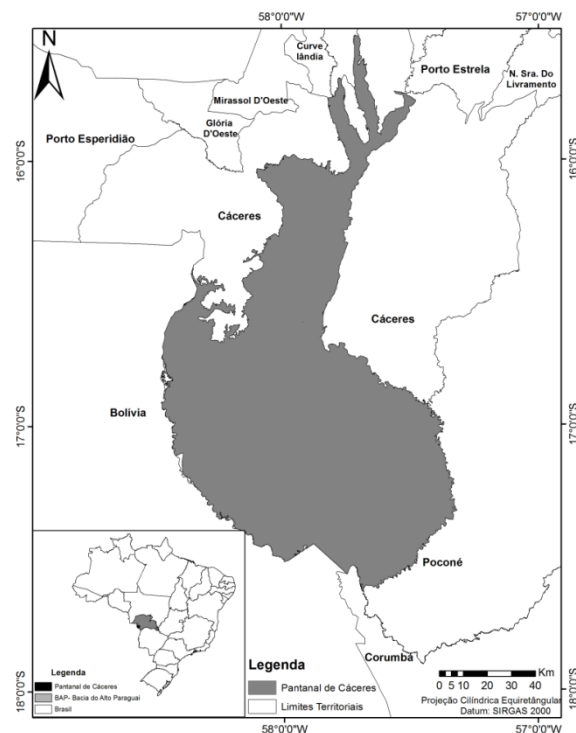 58°0'0"W
57°0'0"W
N
Curve
lândia
Porto Estrela
N. Sra. Do
Livramento
Mirassol D'Oeste
Glória
D'Oeste
Porto Esperidião
16°0'0"S
16°0'0"S
Cáceres
Cáceres
Bolívia
17°0'0"S
17°0'0"S
Poconé
Corumbá
Legenda
Pantanal de Cáceres
BAP- Bacia do Alto Paraguai
Brasil
Legenda
Pantanal de Cáceres
Limites Territoriais
Km
0 5 10 20 30 40
Projeção Cilíndrica Equiretângular
Datum: SIRGAS 2000
18°0'0"S
18°0'0"S
58°0'0"W
57°0'0"W